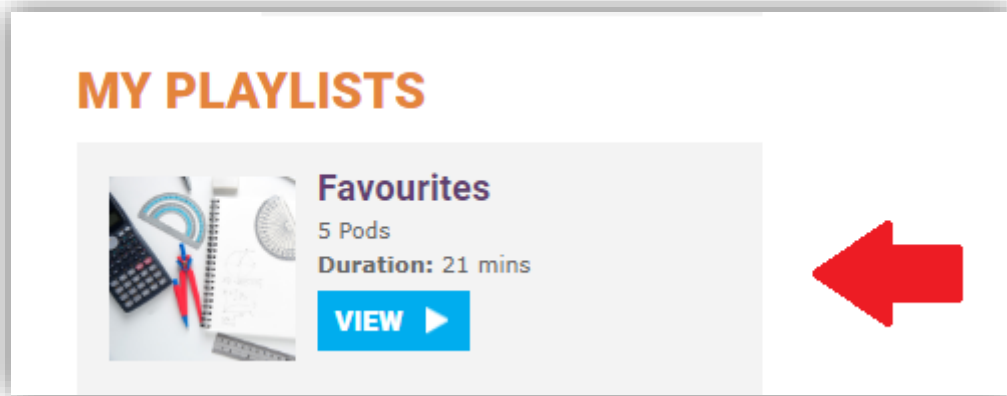 MY PLAYLISTS
Favourites
5 Pods
Duration: 21 mins
VIEW